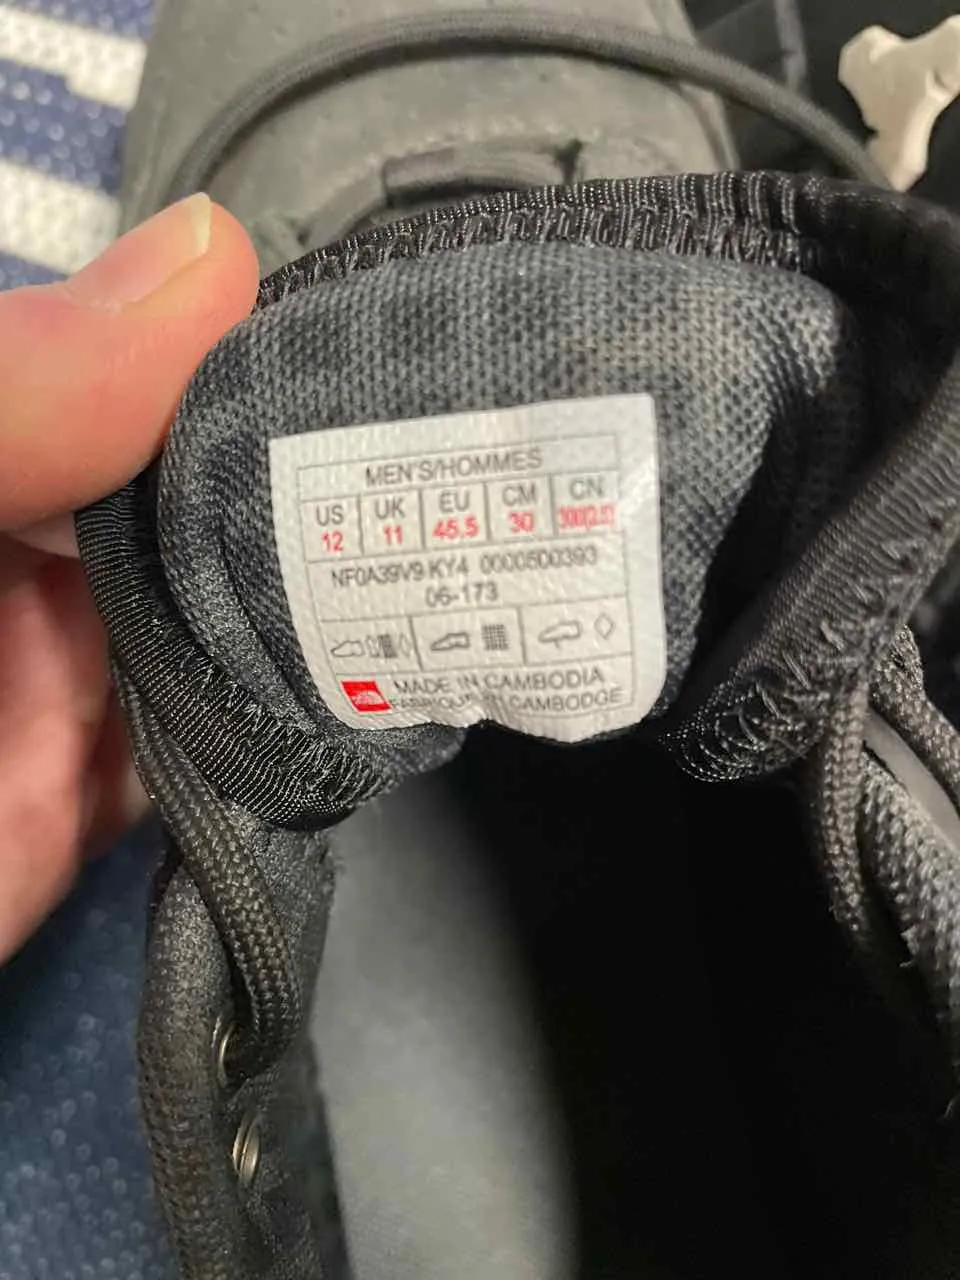 MEN'S/HOMMES
US UK EU CM CN
12 11 45.5 30
NF0A39V9 KY4 0000500393
06-173
MADE IN CAMBODIA
CAMBODGE